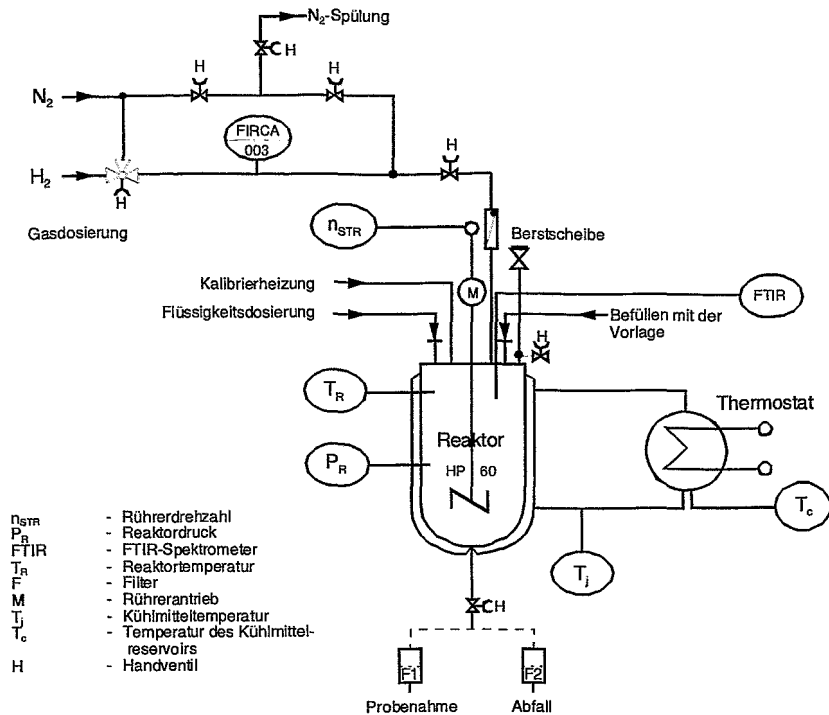 N₂-Spülung
H
H
H
N₂
FIRCA
003
H
H₂
H
Gasdosierung
n_STR
Berstscheibe
Kalibrierheizung
M
FTIR
Flüssigkeitsdosierung
Befüllen mit der
Vorlage
H
T_R
Thermostat
Reaktor
P_R
HP 60
T_c
n_STR - Rührerdrehzahl
P_R - Reaktordruck
FTIR - FTIR-Spektrometer
T_R - Reaktortemperatur
F - Filter
M - Rührerantrieb
T_j - Kühlmitteltemperatur
T_c - Temperatur des Kühlmittel-
reservoirs
H - Handventil
T_j
H
F1
F2
Probenahme
Abfall